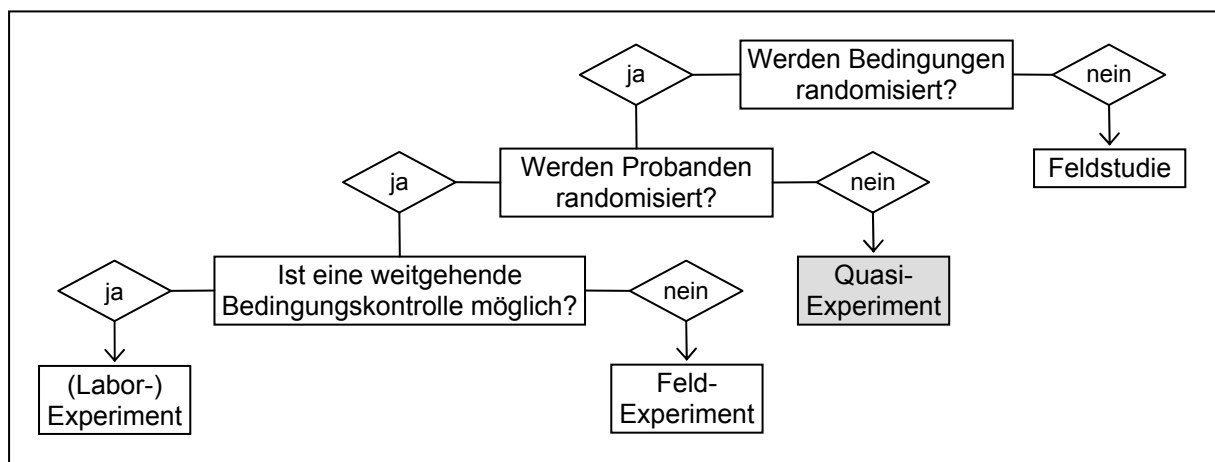 Werden Bedingungen
randomisiert?
ja
nein
Werden Probanden
randomisiert?
Feldstudie
ja
nein
Ist eine weitgehende
Bedingungskontrolle möglich?
Quasi-
Experiment
ja
nein
(Labor-)
Experiment
Feld-
Experiment